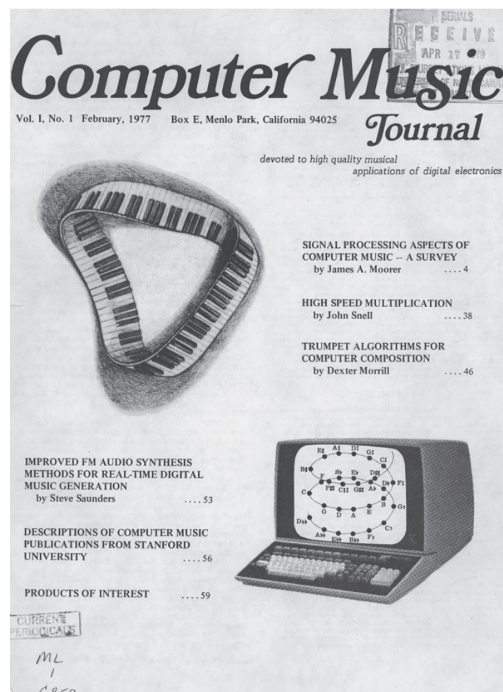 SERIALS
RECEIVE
APR 17
Computer Music
Journal
Vol. I, No. 1 February, 1977 Box E, Menlo Park, California 94025
devoted to high quality musical
applications of digital electronics
SIGNAL PROCESSING ASPECTS OF
COMPUTER MUSIC – A SURVEY
by James A. Moorer ....4
HIGH SPEED MULTIPLICATION
by John Snell ....38
TRUMPET ALGORITHMS FOR
COMPUTER COMPOSITION
by Dexter Morrill ....46
IMPROVED FM AUDIO SYNTHESIS
METHODS FOR REAL-TIME DIGITAL
MUSIC GENERATION
by Steve Saunders ....53
DESCRIPTIONS OF COMPUTER MUSIC
PUBLICATIONS FROM STANFORD
UNIVERSITY ....56
PRODUCTS OF INTEREST ....59
E♯ A♯ D♯ G♯
B♯ C♯
F B♭ E♭ D♯
F♯ C♯ G♯ A♭ D♭ F♯
C B
G D A E
D♭♭ C♭
A♭♭ E♭♭ B♭♭ F♭
CURRENT
PERIODICALS
ML
1